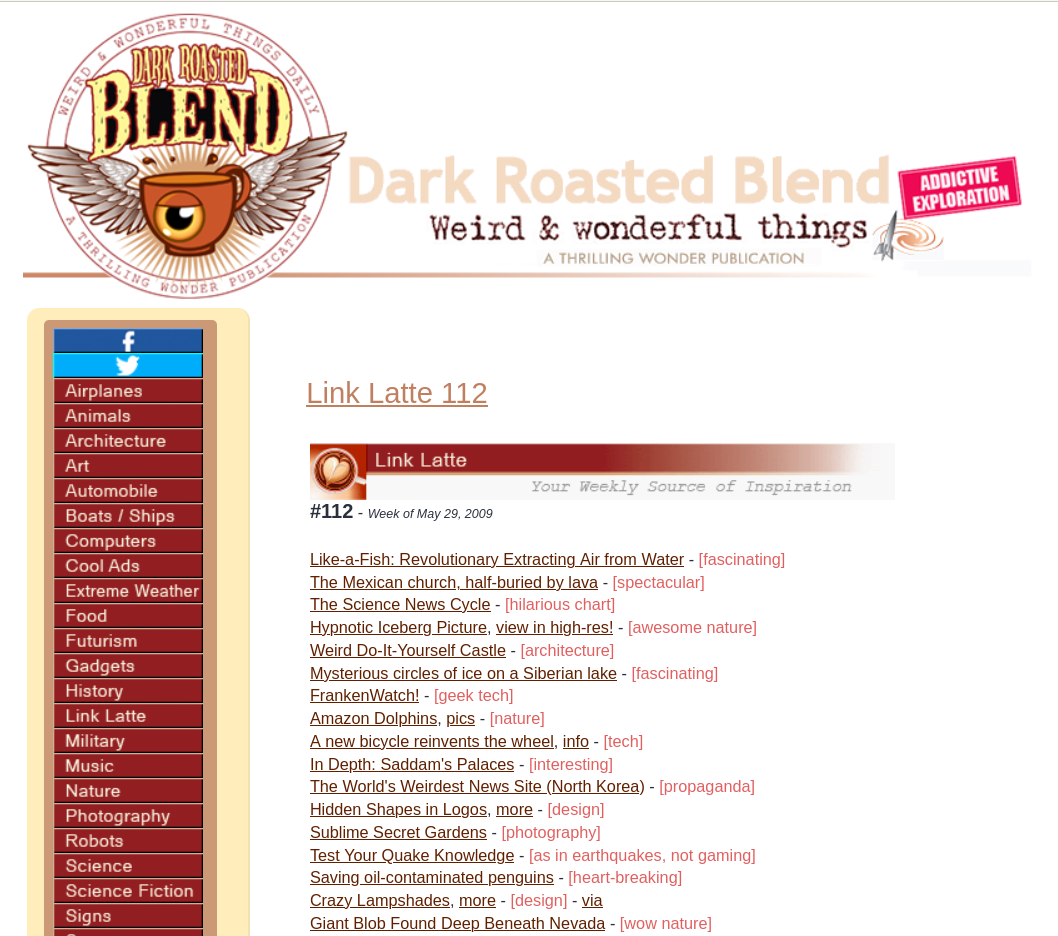 WEIRD & WONDERFUL THINGS DAILY
DARK ROASTED
BLEND
A THRILLING WONDER PUBLICATION
Dark Roasted Blend
ADDICTIVE
EXPLORATION
Weird & wonderful things
A THRILLING WONDER PUBLICATION
Airplanes
Animals
Architecture
Art
Automobile
Boats / Ships
Computers
Cool Ads
Extreme Weather
Food
Futurism
Gadgets
History
Link Latte
Military
Music
Nature
Photography
Robots
Science
Science Fiction
Signs
Link Latte 112
Link Latte
Your Weekly Source of Inspiration
#112 - Week of May 29, 2009
Like-a-Fish: Revolutionary Extracting Air from Water - [fascinating]
The Mexican church, half-buried by lava - [spectacular]
The Science News Cycle - [hilarious chart]
Hypnotic Iceberg Picture, view in high-res! - [awesome nature]
Weird Do-It-Yourself Castle - [architecture]
Mysterious circles of ice on a Siberian lake - [fascinating]
FrankenWatch! - [geek tech]
Amazon Dolphins, pics - [nature]
A new bicycle reinvents the wheel, info - [tech]
In Depth: Saddam's Palaces - [interesting]
The World's Weirdest News Site (North Korea) - [propaganda]
Hidden Shapes in Logos, more - [design]
Sublime Secret Gardens - [photography]
Test Your Quake Knowledge - [as in earthquakes, not gaming]
Saving oil-contaminated penguins - [heart-breaking]
Crazy Lampshades, more - [design] - via
Giant Blob Found Deep Beneath Nevada - [wow nature]